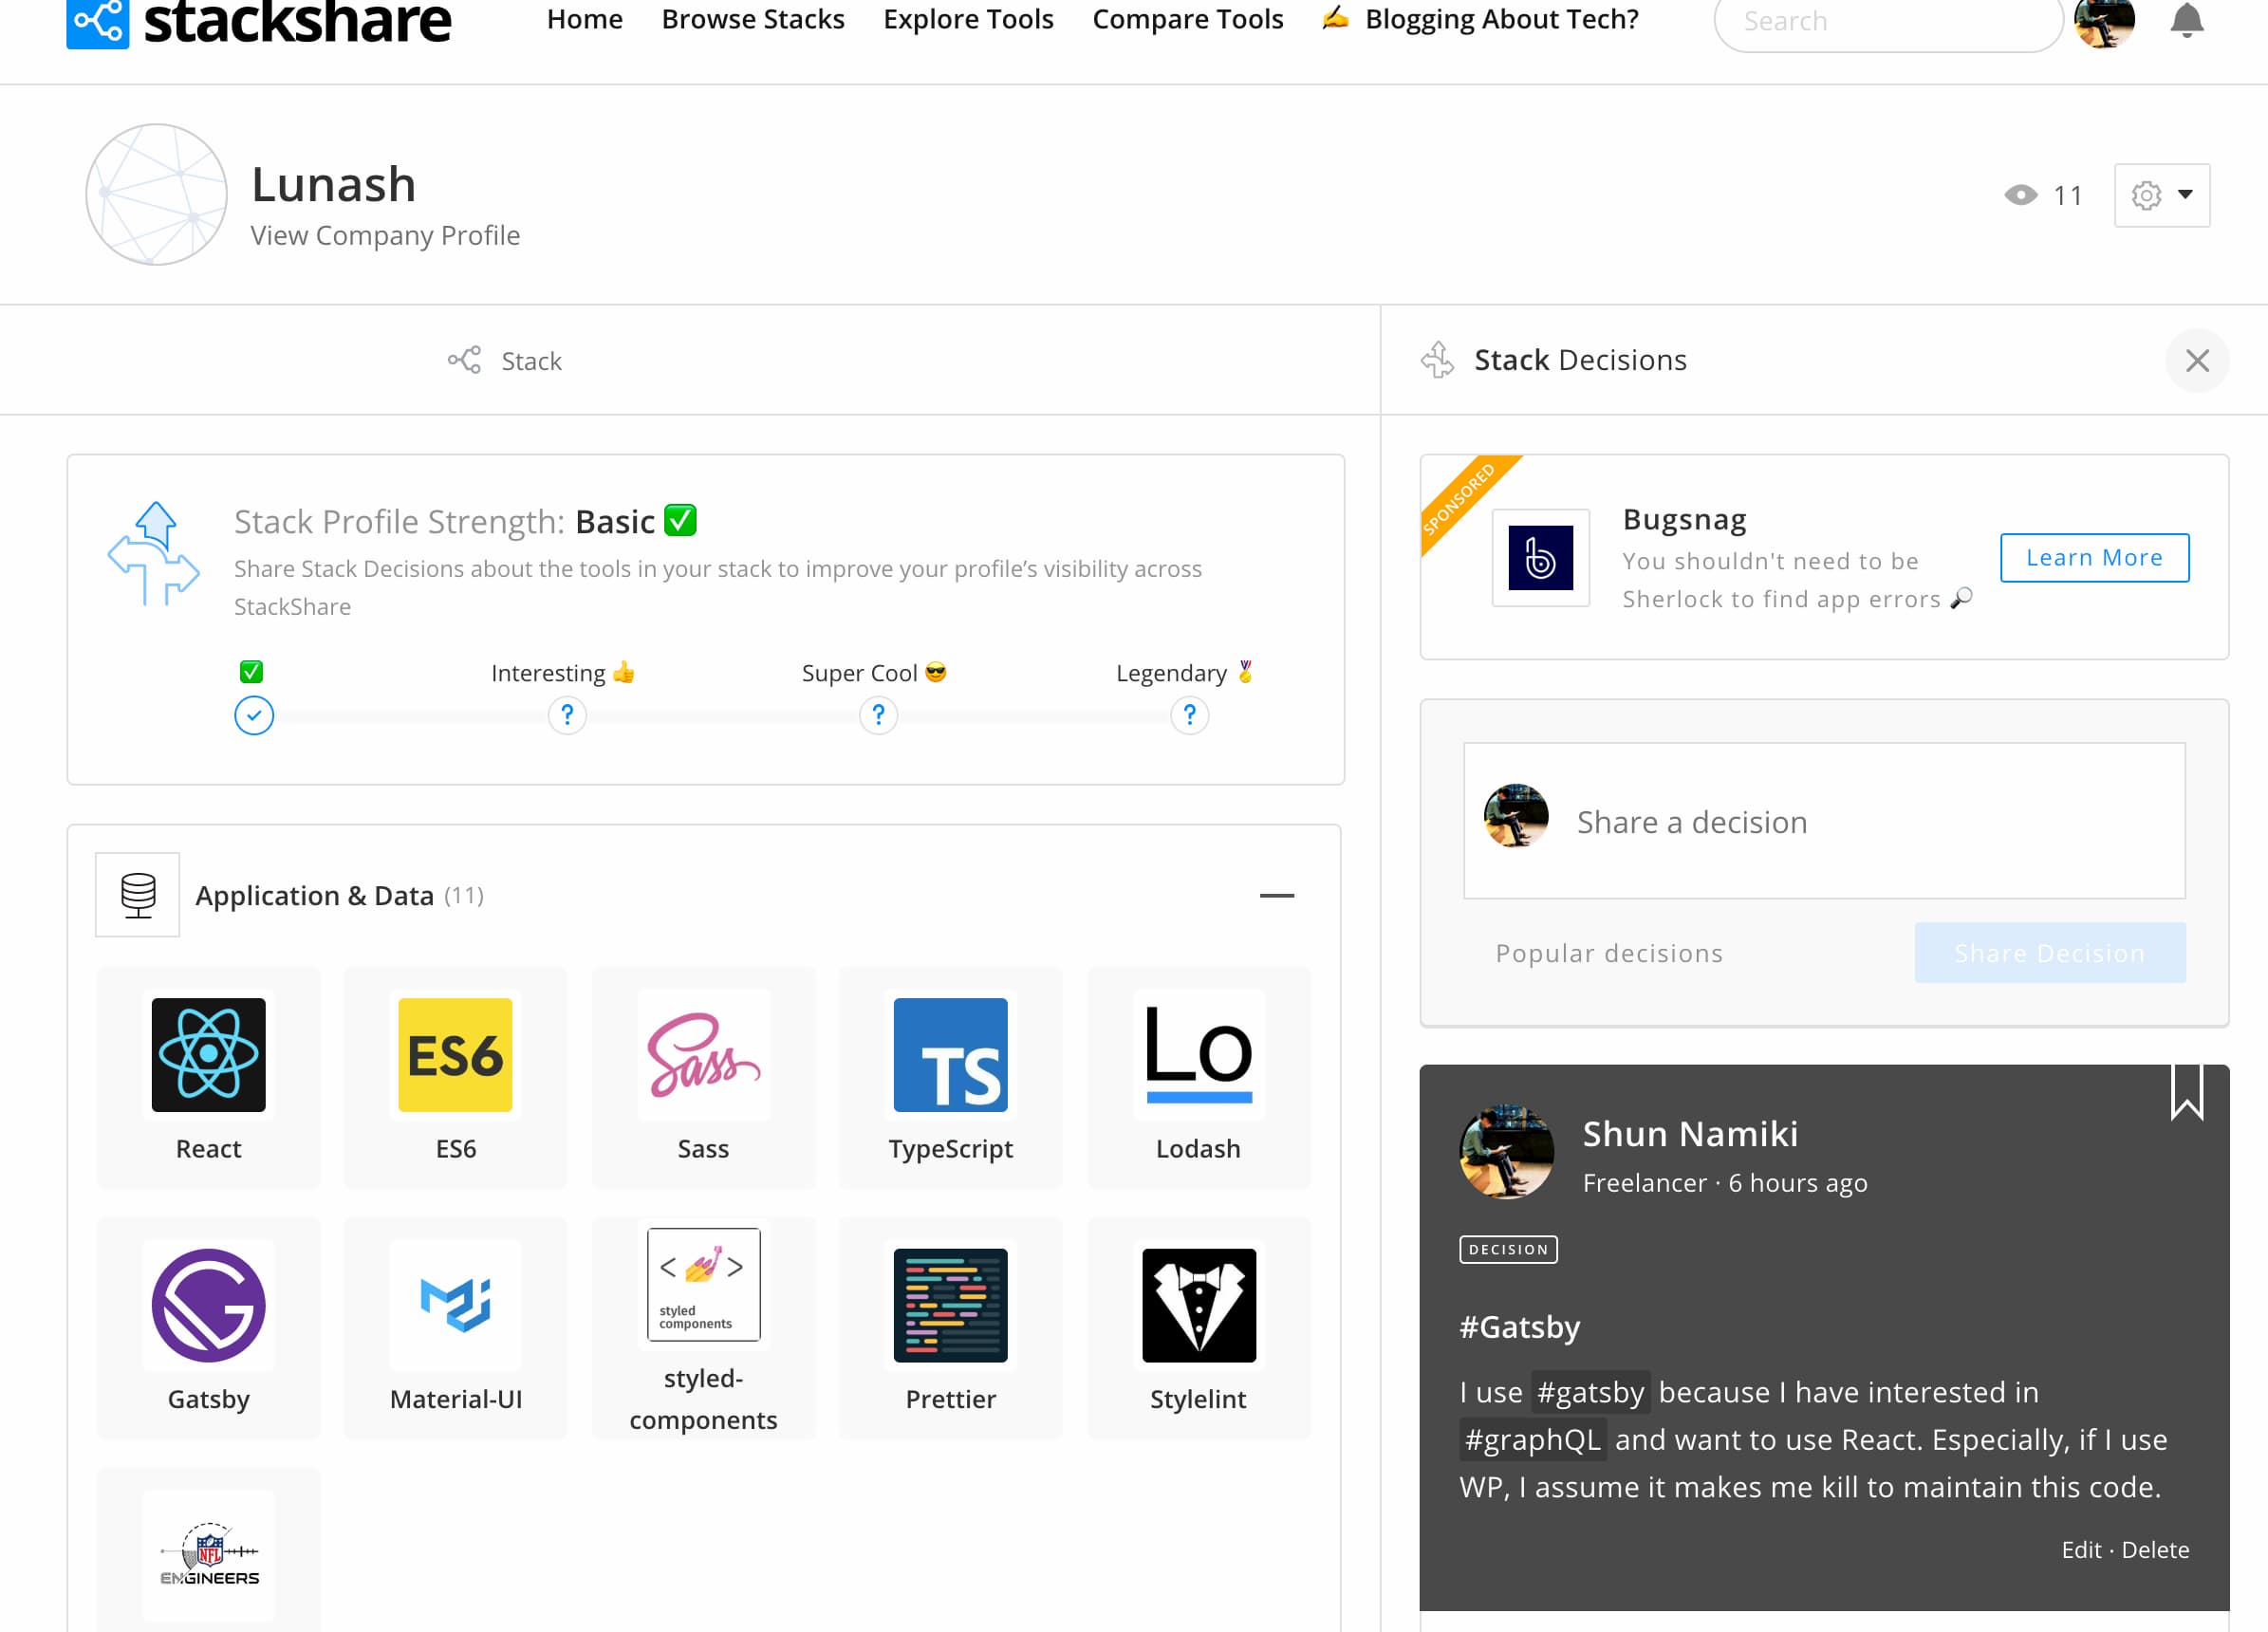 stackshare
Home
Browse Stacks
Explore Tools
Compare Tools
✍️ Blogging About Tech?
Search
Lunash
View Company Profile
11
Stack
Stack Decisions
Stack Profile Strength: Basic ✅
Share Stack Decisions about the tools in your stack to improve your profile’s visibility across
StackShare
✅
Interesting 👍
Super Cool 😎
Legendary 🏅
?
?
?
SPONSORED
Bugsnag
You shouldn't need to be
Sherlock to find app errors 🔎
Learn More
Share a decision
Popular decisions
Share Decision
Application & Data (11)
ES6
Sass
TS
Lo
React
ES6
Sass
TypeScript
Lodash
< 💅 >
styled
components
Gatsby
Material-UI
styled-
components
Prettier
Stylelint
NFL
ENGINEERS
Shun Namiki
Freelancer · 6 hours ago
DECISION
#Gatsby
I use #gatsby because I have interested in
#graphQL and want to use React. Especially, if I use
WP, I assume it makes me kill to maintain this code.
Edit · Delete